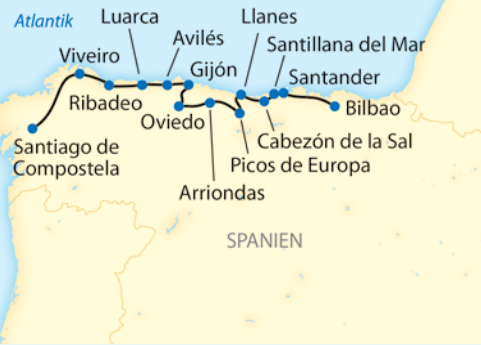 Atlantik
Luarca
Llanes
Avilés
Santillana del Mar
Viveiro
Gijón
Santander
Ribadeo
Oviedo
Bilbao
Santiago de
Compostela
Cabezón de la Sal
Picos de Europa
Arriondas
SPANIEN